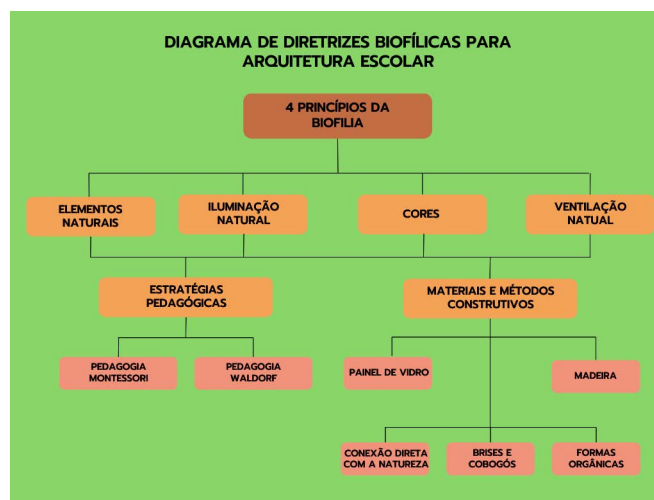 DIAGRAMA DE DIRETRIZES BIOFÍLICAS PARA
ARQUITETURA ESCOLAR
4 PRINCÍPIOS DA
BIOFILIA
ELEMENTOS
NATURAIS
ILUMINAÇÃO
NATURAL
CORES
VENTILAÇÃO
NATUAL
ESTRATÉGIAS
PEDAGÓGICAS
MATERIAIS E MÉTODOS
CONSTRUTIVOS
PEDAGOGIA
MONTESSORI
PEDAGOGIA
WALDORF
PAINEL DE VIDRO
MADEIRA
CONEXÃO DIRETA
COM A NATUREZA
BRISES E
COBOGÓS
FORMAS
ORGÂNICAS